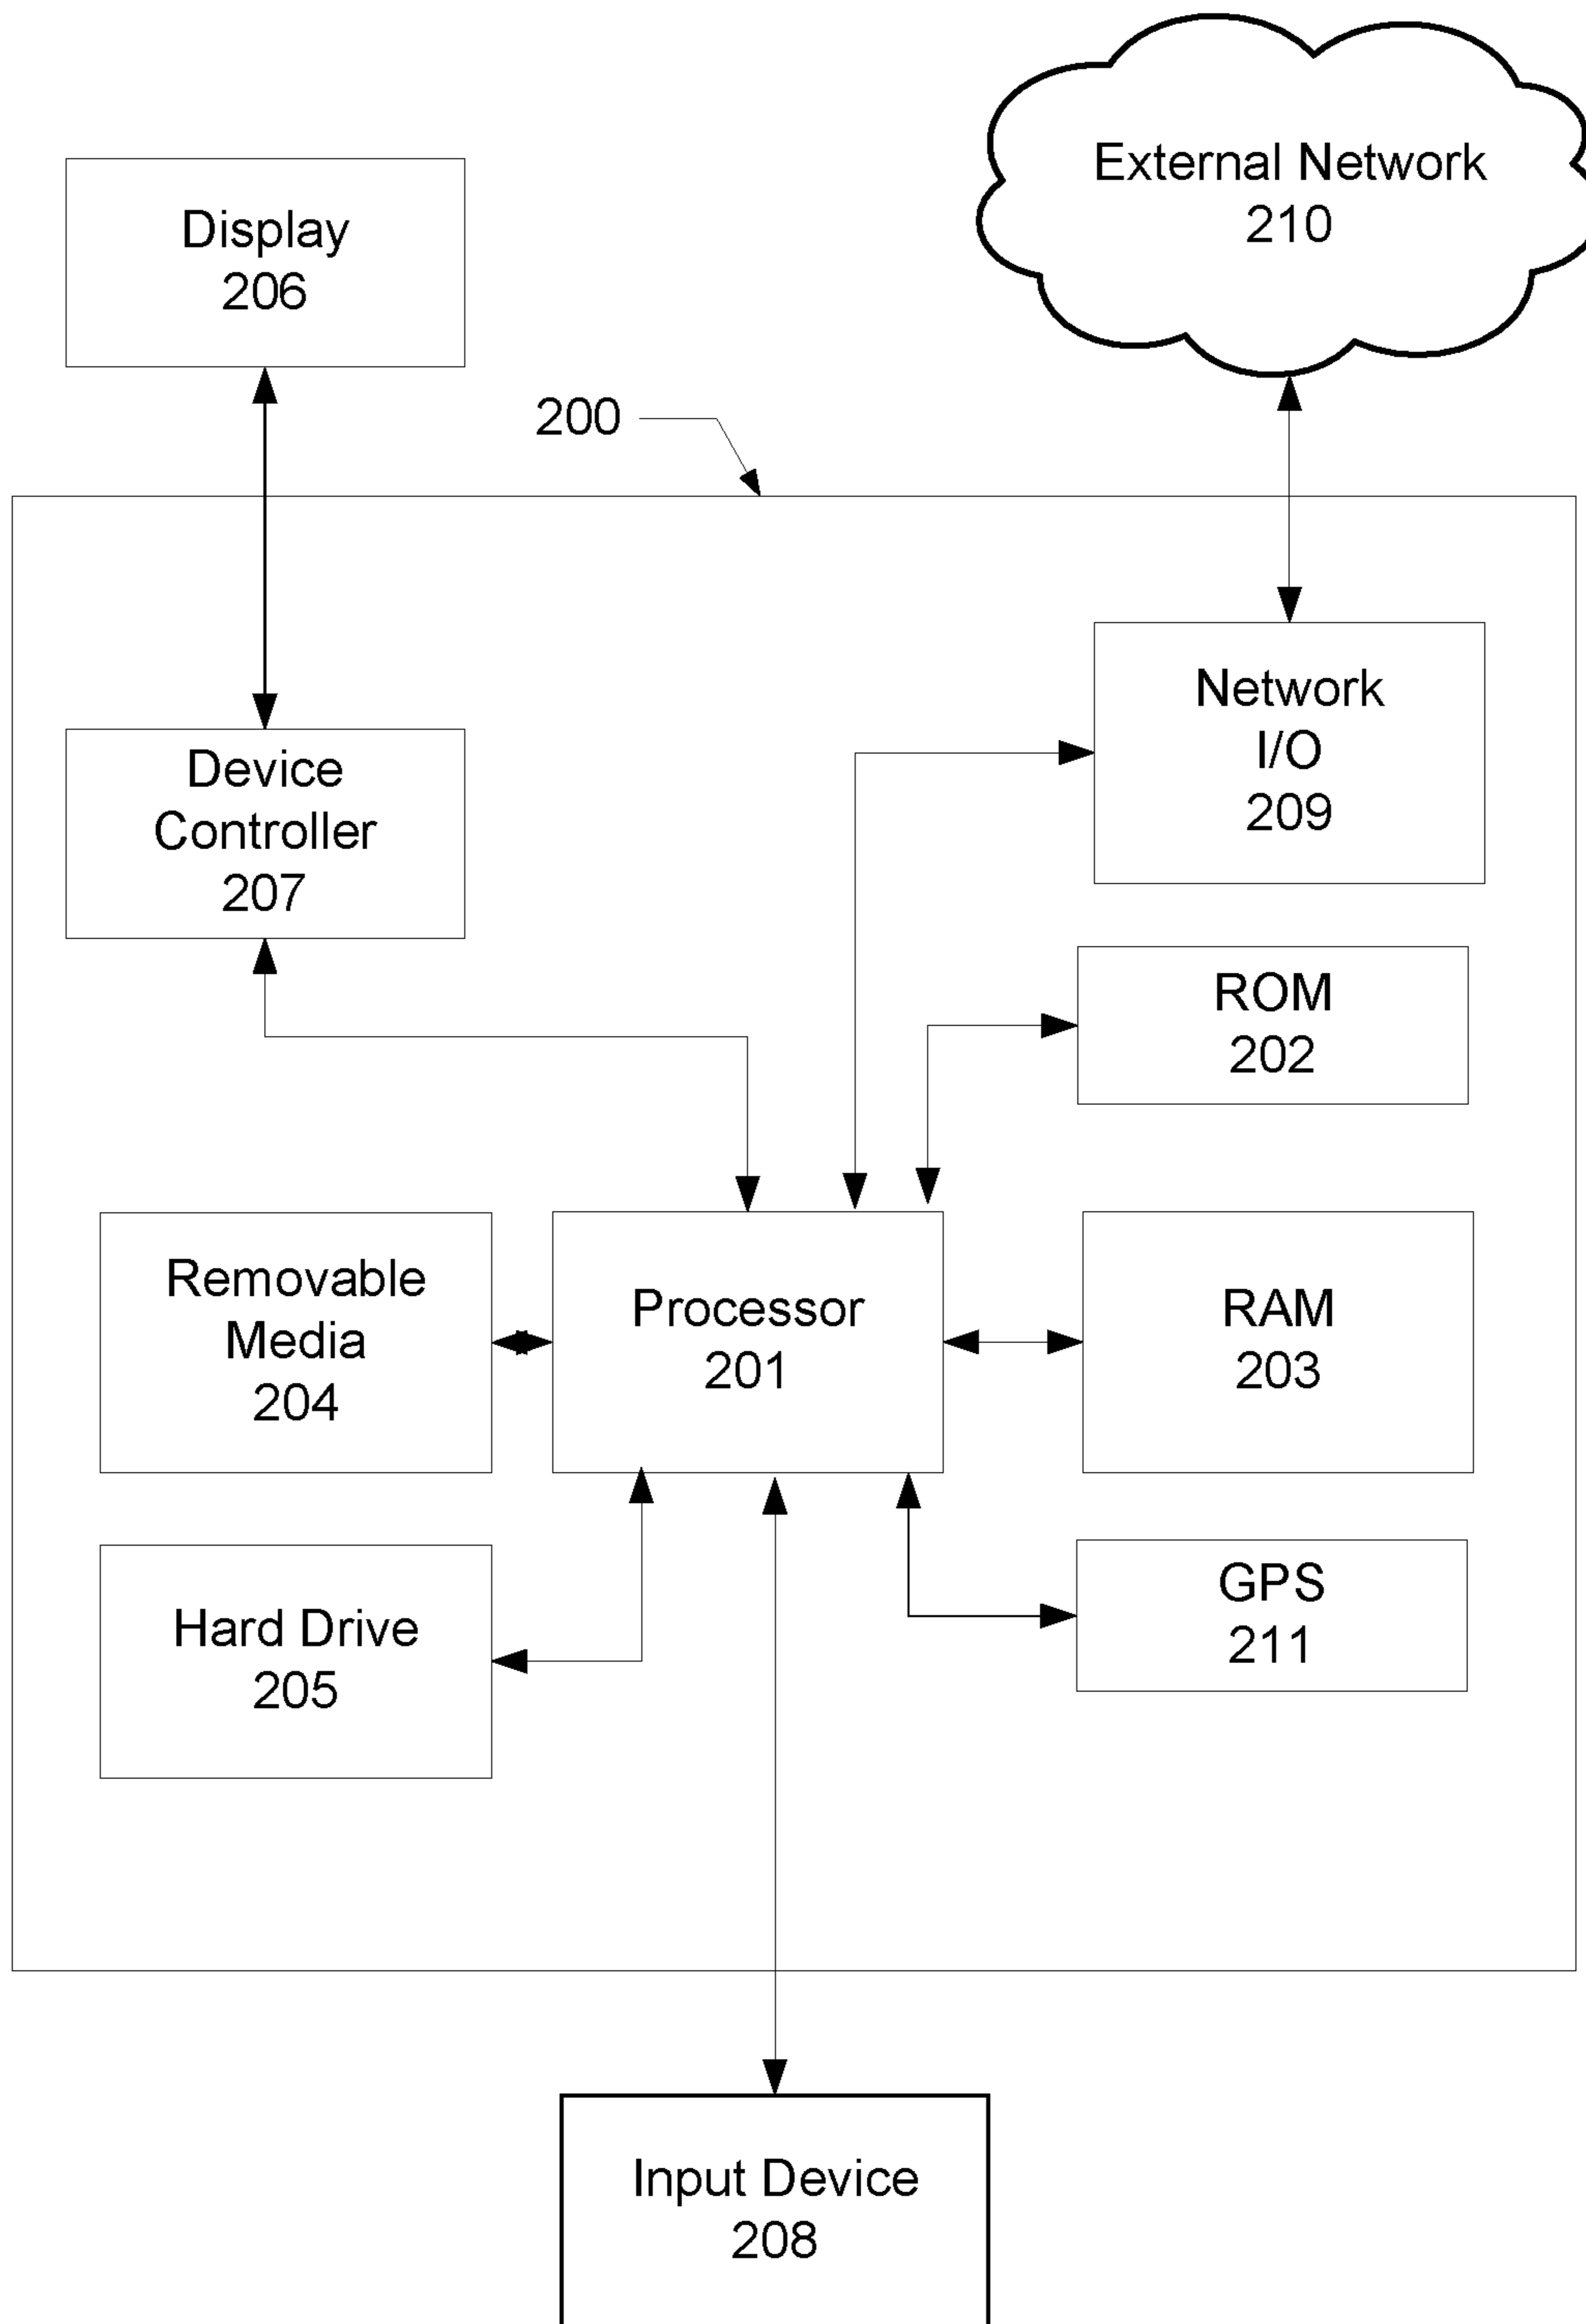 External Network
210
Display
206
200
Network
I/O
209
Device
Controller
207
ROM
202
Removable
Media
204
Processor
201
RAM
203
Hard Drive
205
GPS
211
Input Device
208